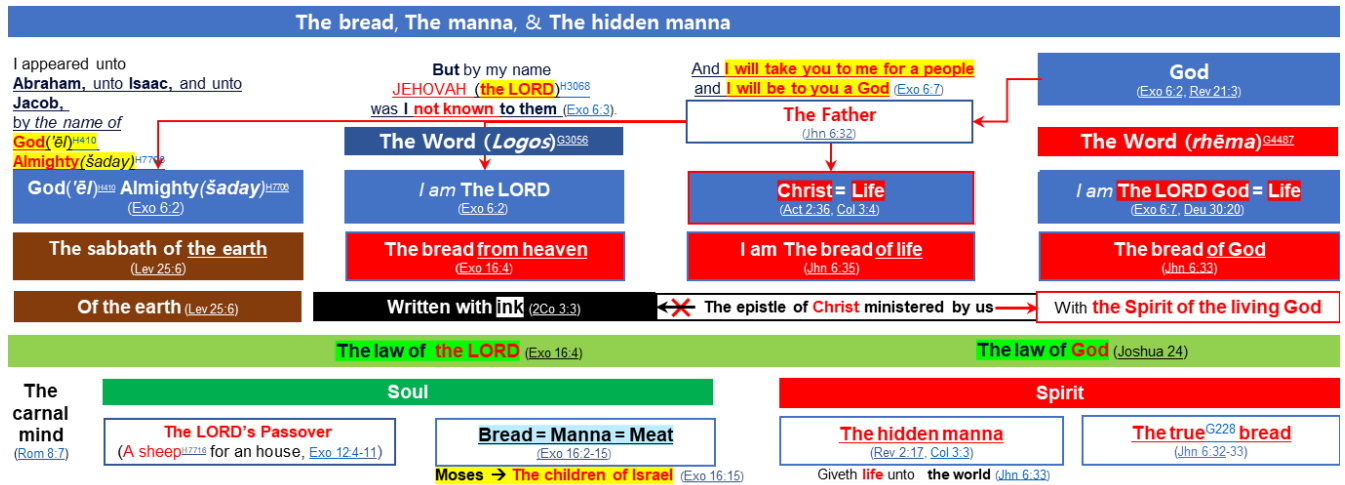 The bread, The manna, & The hidden manna
I appeared unto
Abraham, unto Isaac, and unto
Jacob,
by the name of
God('ēl)H410
Almighty(šaday)H7706
But by my name
JEHOVAH (the LORD)H3068
was I not known to them (Exo 6:3).
And I will take you to me for a people
and I will be to you a God (Exo 6:7)
God
(Exo 6:2, Rev 21:3)
The Father
(Jhn 6:32)
The Word (Logos)G3056
The Word (rhēma)G4487
God('ēl)H410 Almighty(šaday)H7706
(Exo 6:2)
I am The LORD
(Exo 6:2)
Christ = Life
(Act 2:36, Col 3:4)
I am The LORD God = Life
(Exo 6:7, Deu 30:20)
The sabbath of the earth
(Lev 25:6)
The bread from heaven
(Exo 16:4)
I am The bread of life
(Jhn 6:35)
The bread of God
(Jhn 6:33)
Of the earth (Lev 25:6)
Written with ink (2Co 3:3)
The epistle of Christ ministered by us
With the Spirit of the living God
The law of the LORD (Exo 16:4)
The law of God (Joshua 24)
The
carnal
mind
(Rom 8:7)
Soul
Spirit
The LORD's Passover
(A sheepH7716 for an house, Exo 12:4-11)
Bread = Manna = Meat
(Exo 16:2-15)
Moses → The children of Israel (Exo 16:15)
The hidden manna
(Rev 2:17, Col 3:3)
Giveth life unto the world (Jhn 6:33)
The trueG228 bread
(Jhn 6:32-33)